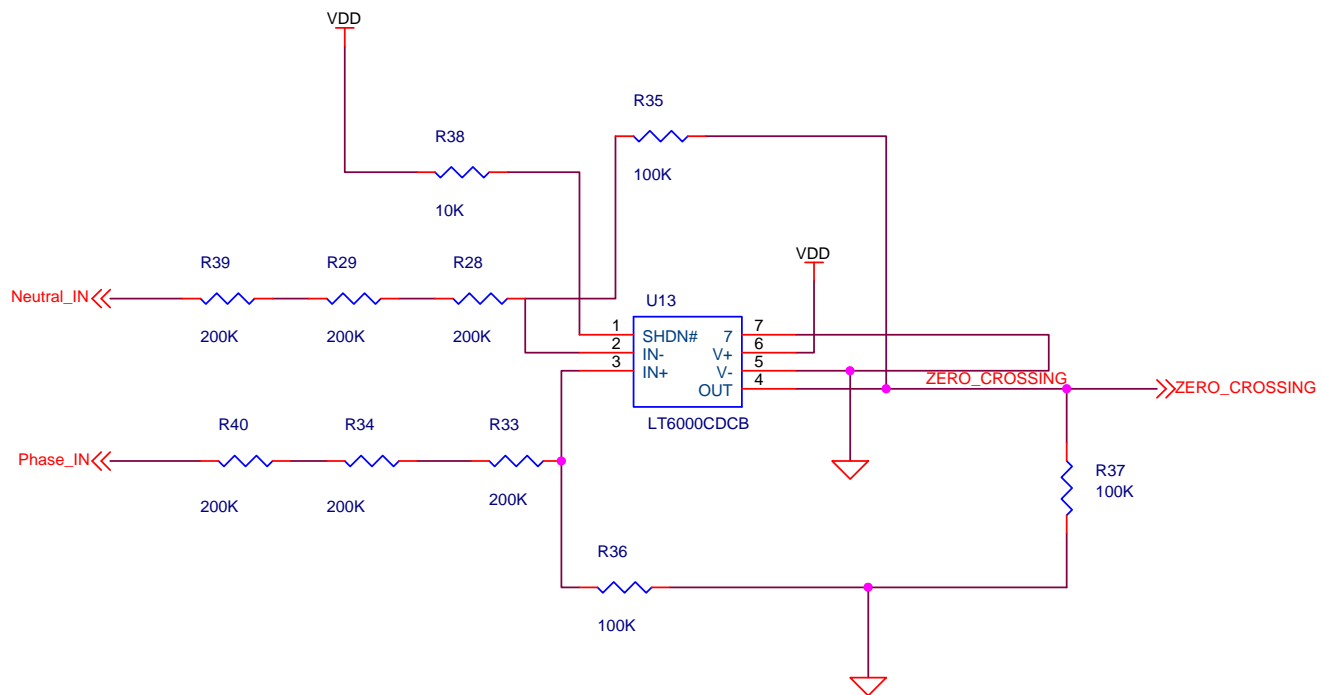 VDD
R35
R38
100K
10K
VDD
R39
R29
R28
Neutral_IN
U13
200K
200K
200K
1
SHDN#
7
7
2
IN-
V+
6
3
IN+
V-
5
OUT
4
ZERO_CROSSING
ZERO_CROSSING
LT6000CDCB
R40
R34
R33
Phase_IN
R37
100K
200K
200K
200K
R36
100K